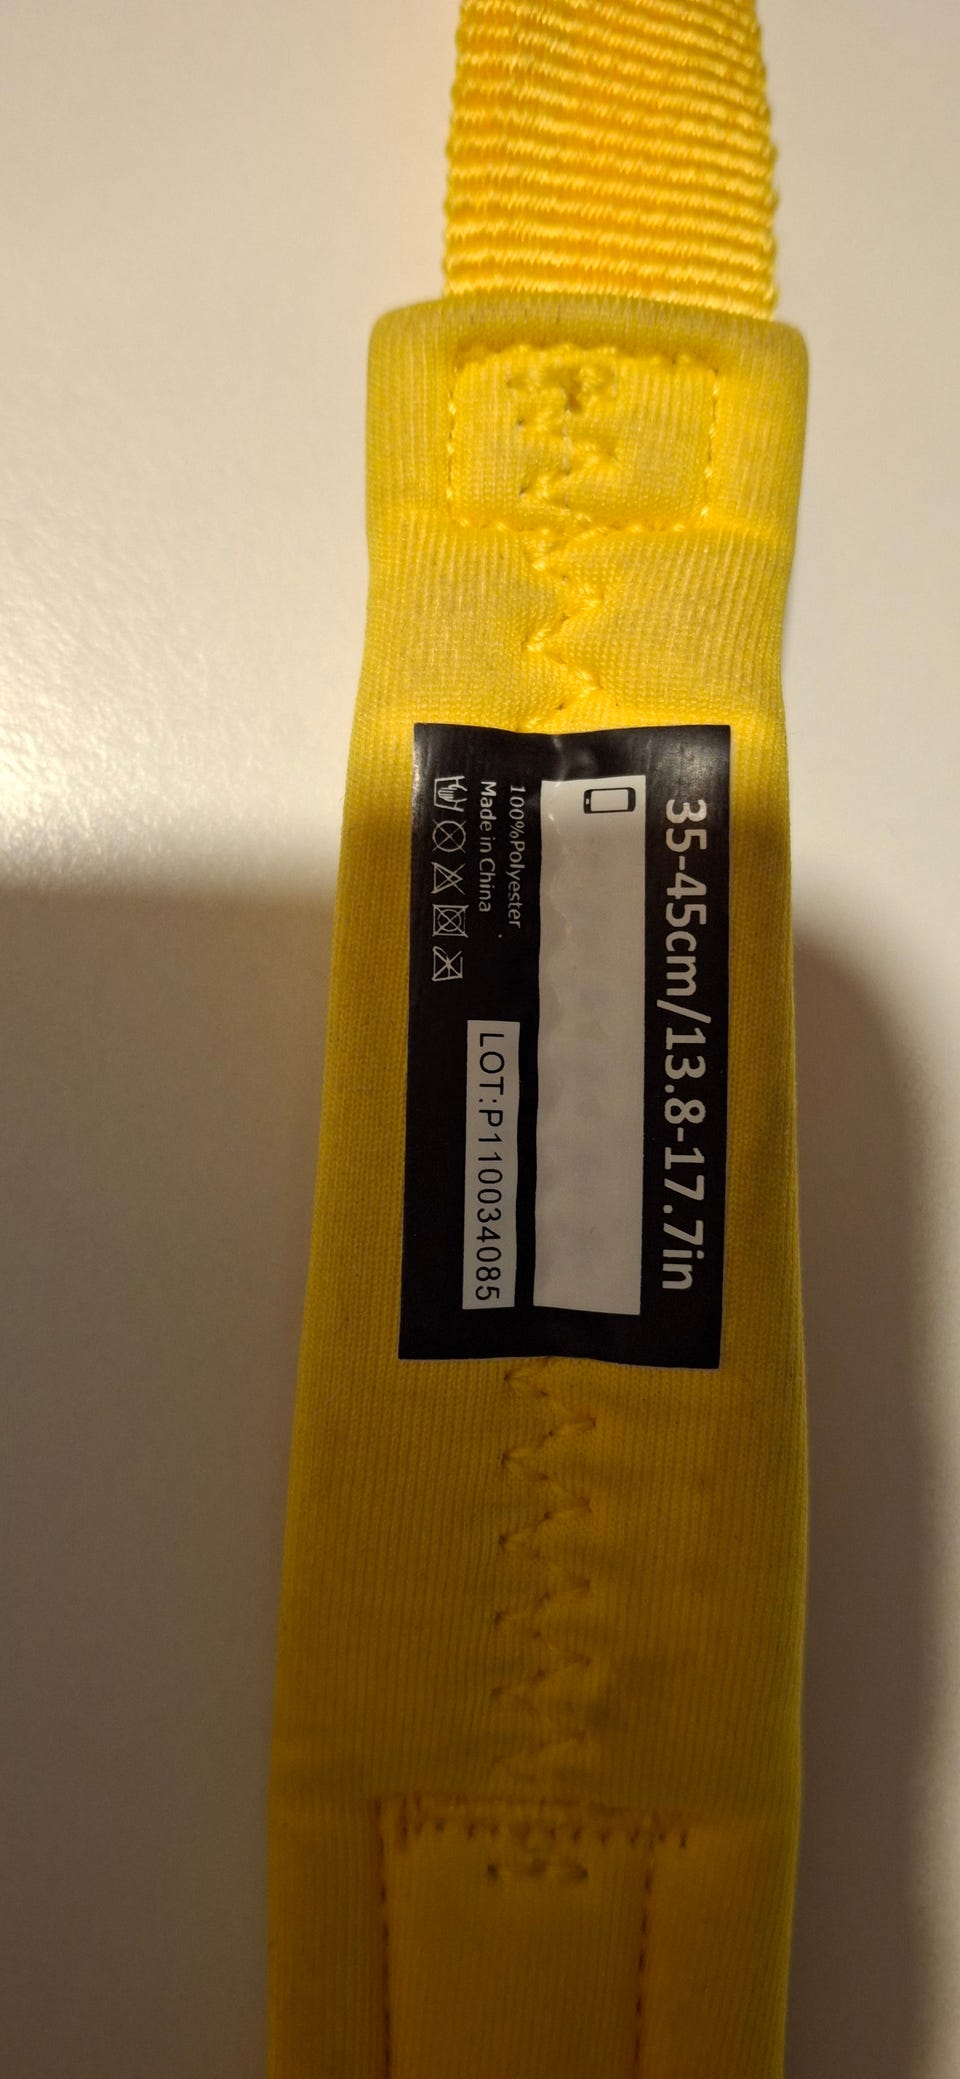 35-45cm/13.8-17.7in
100%Polyester
Made in China
LOT:P110034085